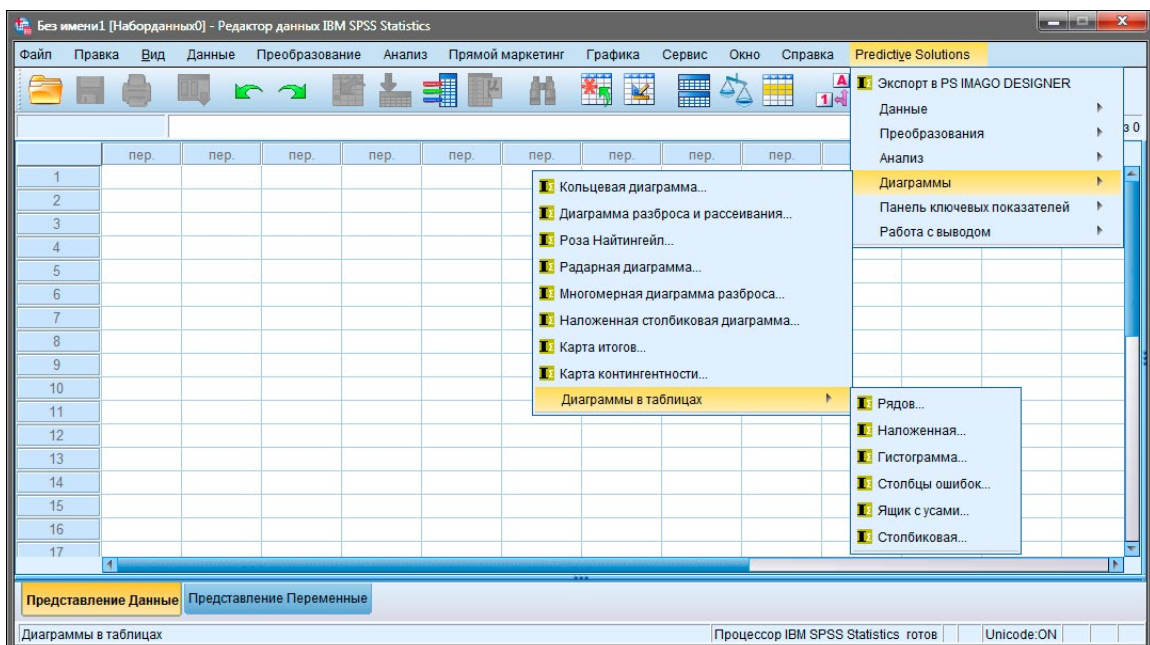 Без имени1 [Наборданных0] - Редактор данных IBM SPSS Statistics
Файл Правка Вид Данные Преобразование Анализ Прямой маркетинг Графика Сервис Окно Справка Predictive Solutions
Экспорт в PS IMAGO DESIGNER
Данные
Преобразования
Анализ
Диаграммы
Панель ключевых показателей
Работа с выводом
пер. пер. пер. пер. пер. пер. пер. пер. пер.
1
2
3
4
5
6
7
8
9
10
11
12
13
14
15
16
17
Кольцевая диаграмма...
Диаграмма разброса и рассеивания...
Роза Найтингейл...
Радарная диаграмма...
Многомерная диаграмма разброса...
Наложенная столбиковая диаграмма...
Карта итогов...
Карта контингентности...
Диаграммы в таблицах
Рядов...
Наложенная...
Гистограмма...
Столбцы ошибок...
Ящик с усами...
Столбиковая...
Представление Данные Представление Переменные
Диаграммы в таблицах Процессор IBM SPSS Statistics готов Unicode:ON